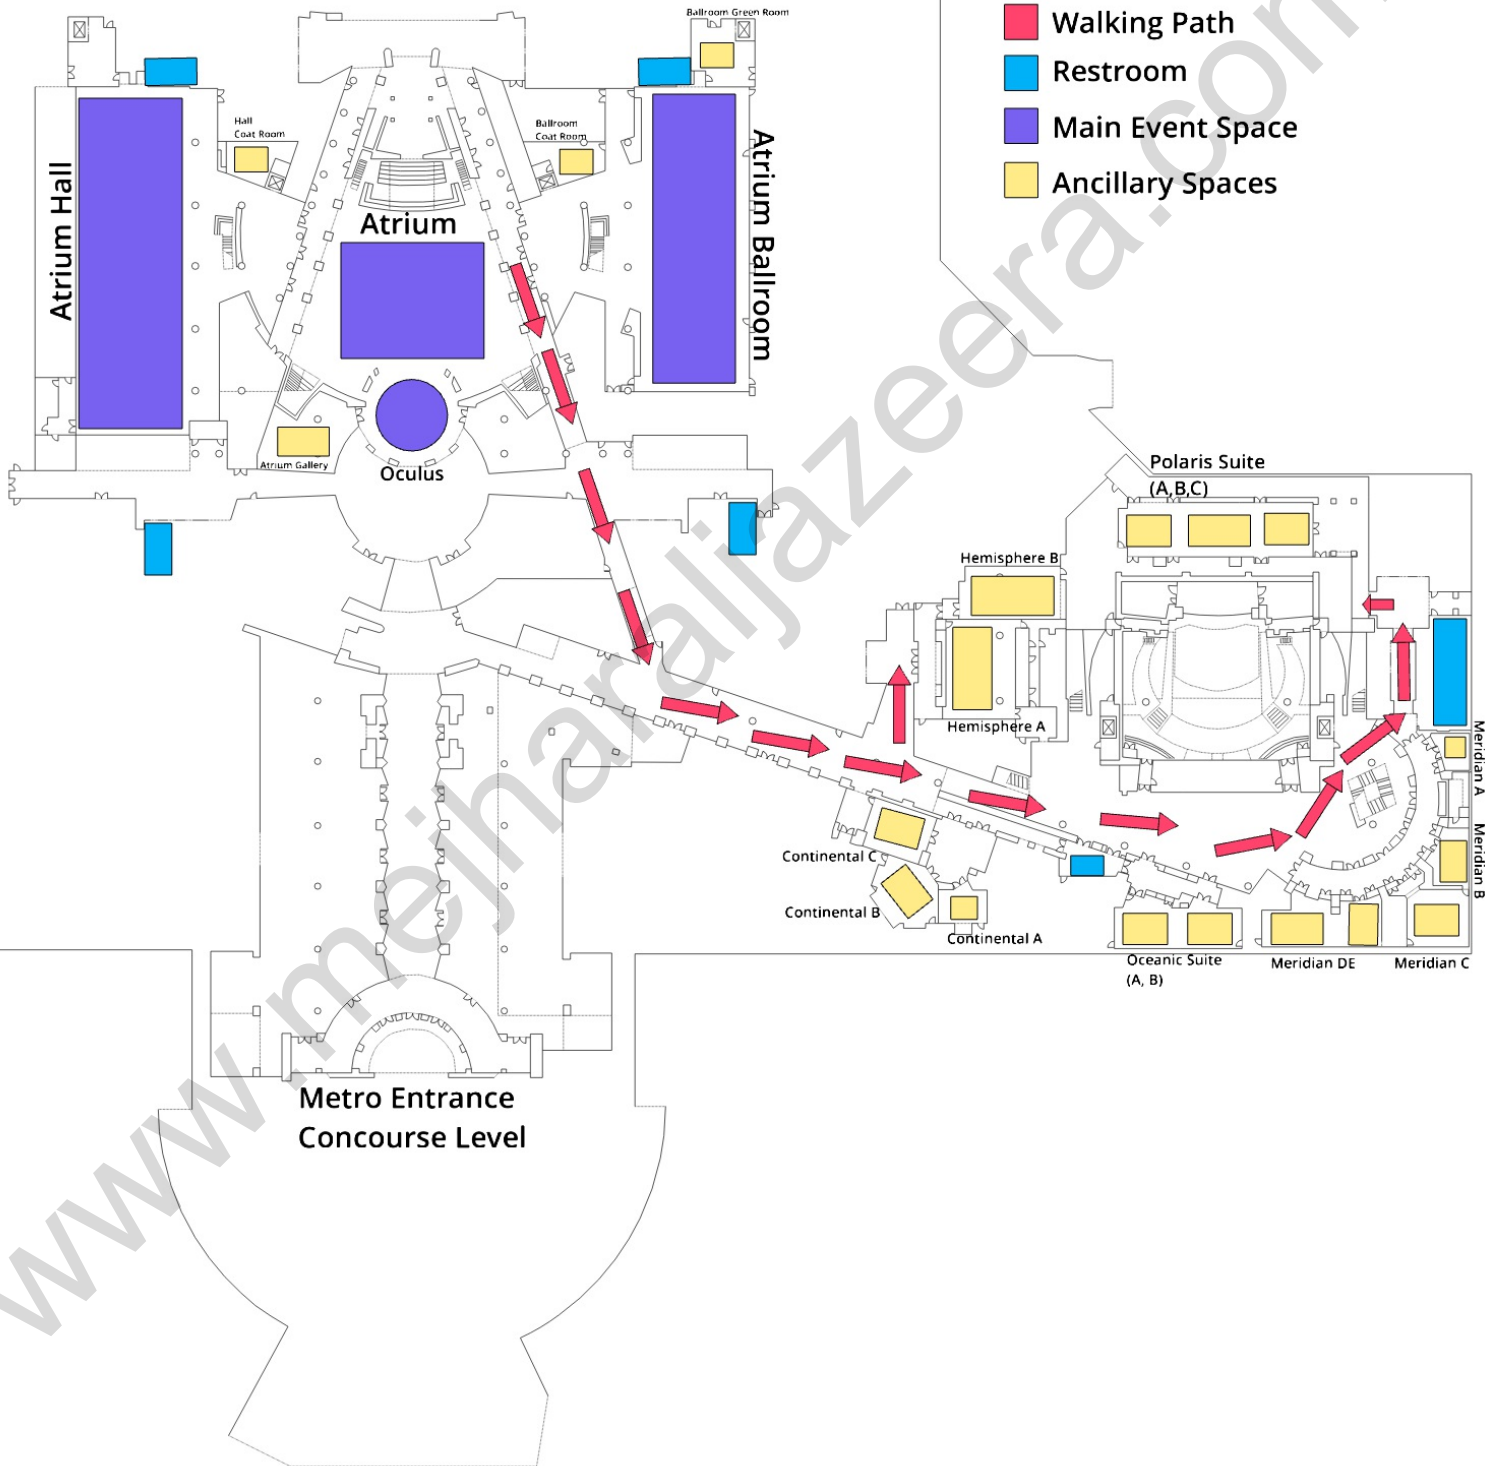 Ballroom Green Room
Walking Path
Restroom
Main Event Space
Ancillary Spaces
Hall
Coat Room
Ballroom
Coat Room
Atrium Hall
Atrium
Atrium Ballroom
Atrium Gallery
Oculus
Polaris Suite
(A,B,C)
Hemisphere B
Hemisphere A
Meridian A
Meridian B
Continental C
Continental B
Continental A
Oceanic Suite
(A, B)
Meridian DE
Meridian C
Metro Entrance
Concourse Level
www.mejharaljazeera.com